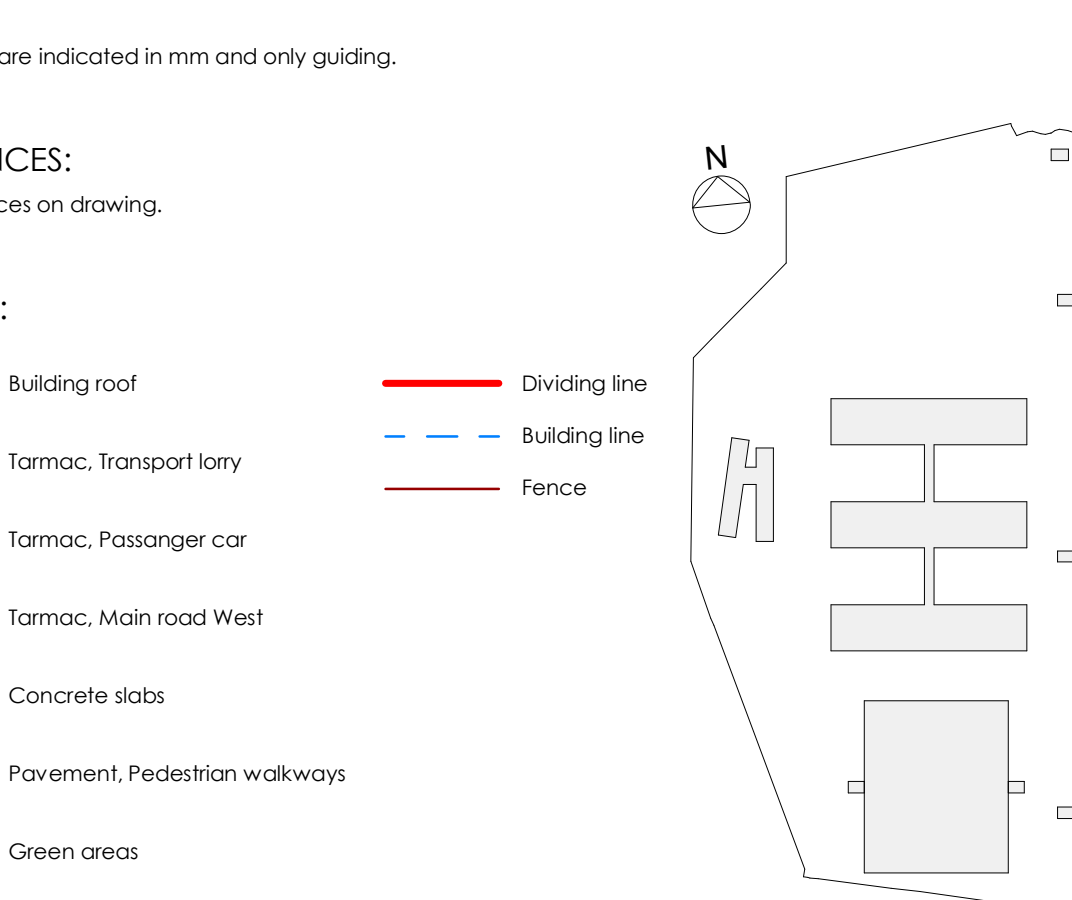 are indicated in mm and only guiding.
ces on drawing.
N
:
Building roof
Dividing line
Building line
Tarmac, Transport lorry
Fence
Tarmac, Passanger car
Tarmac, Main road West
Concrete slabs
Pavement, Pedestrian walkways
Green areas